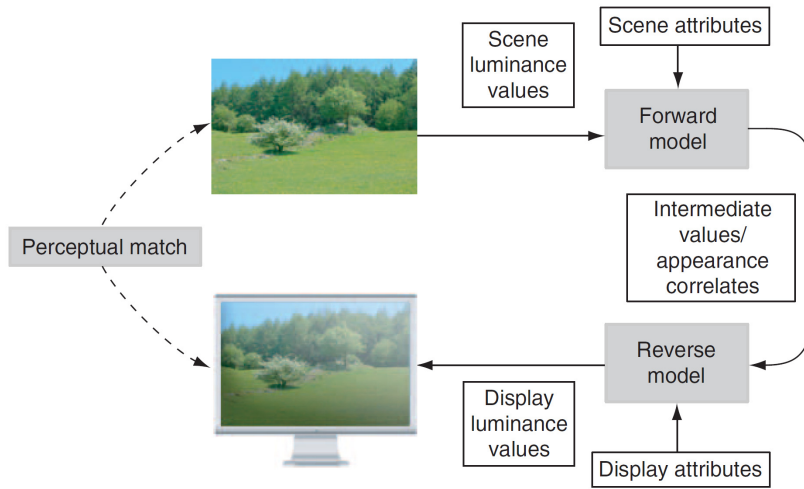 Scene attributes
Scene
luminance
values
Forward
model
Intermediate
values/
appearance
correlates
Perceptual match
Reverse
model
Display
luminance
values
Display attributes